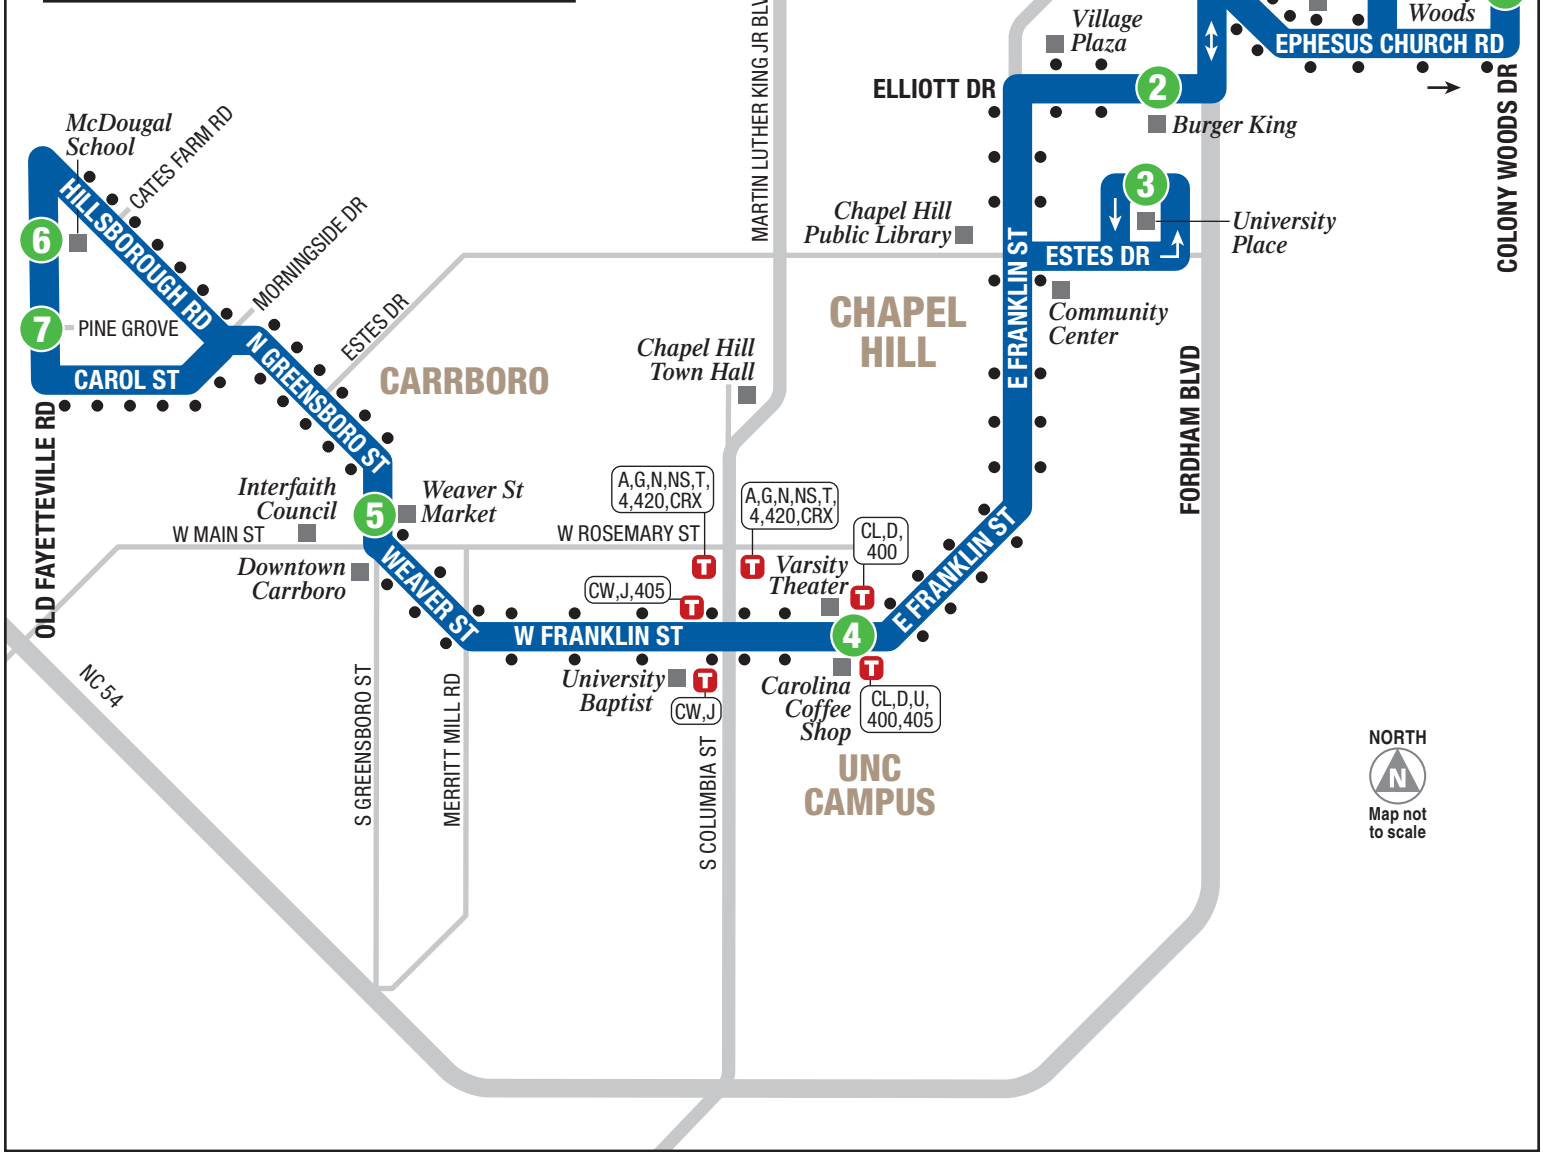 Woods
EPHESUS CHURCH RD
Village
Plaza
ELLIOTT DR
2
Burger King
COLONY WOODS DR
MARTIN LUTHER KING JR BLV
McDougal
School
CATES FARM RD
HILLSBOROUGH RD
6
7
PINE GROVE
CAROL ST
OLD FAYETTEVILLE RD
MORNINGSIDE DR
N GREENSBORO ST
ESTES DR
CARRBORO
3
University
Place
ESTES DR
Chapel Hill
Public Library
CHAPEL
HILL
E FRANKLIN ST
Community
Center
FORDHAM BLVD
Chapel Hill
Town Hall
Interfaith
Council
5
Weaver St
Market
W MAIN ST
Downtown
Carrboro
WEAVER ST
W ROSEMARY ST
A,G,N,NS,T,
4,420,CRX
A,G,N,NS,T,
4,420,CRX
CL,D,
400
T
T
Varsity
Theater
T
CW,J,405
T
W FRANKLIN ST
4
E FRANKLIN ST
University
Baptist
T
CW,J
Carolina
Coffee
Shop
T
CL,D,U,
400,405
UNC
CAMPUS
NC 54
S GREENSBORO ST
MERRITT MILL RD
S COLUMBIA ST
NORTH
N
Map not
to scale